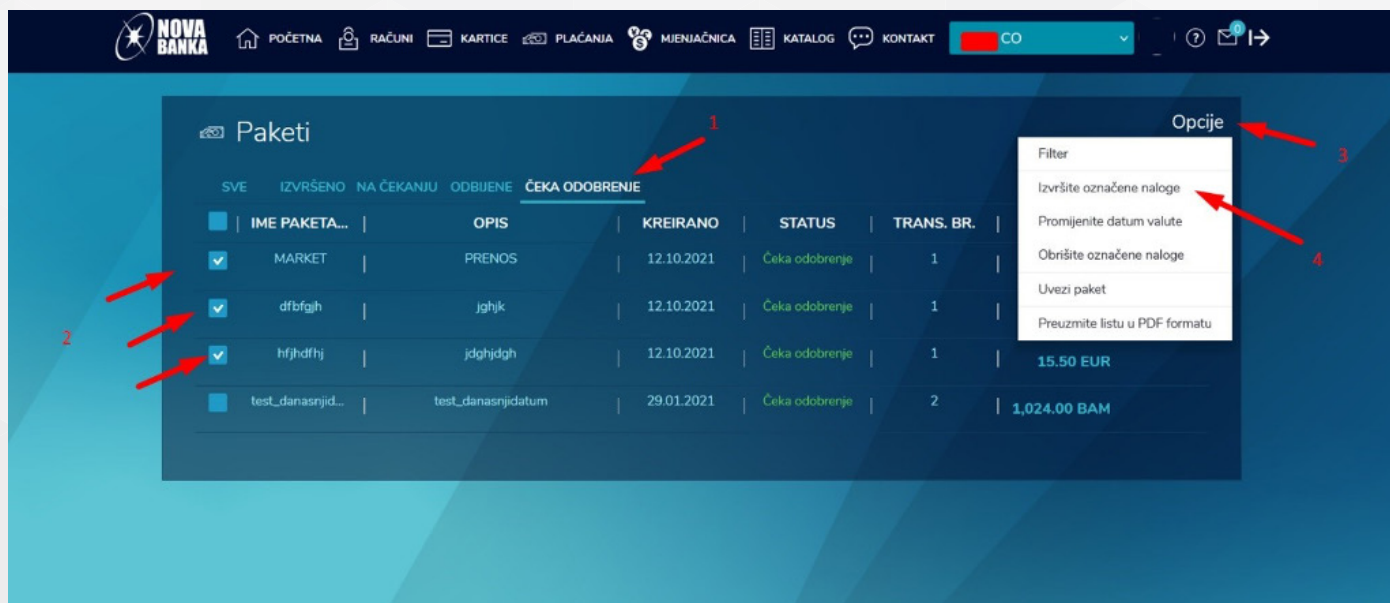 NOVA
BANKA
POČETNA RAČUNI KARTICE PLAĆANJA MJENJAČNICA KATALOG KONTAKT CO 0
Paketi
1
Opcije
3
Filter
SVE IZVRŠENO NA ČEKANJU ODBIJENE ČEKA ODOBRENJE
Izvršite označene naloge
IME PAKETA... OPIS KREIRANO STATUS TRANS. BR.
Promijenite datum valute
MARKET PRENOS 12.10.2021 Čeka odobrenje 1
Obrišite označene naloge
4
Uvezi paket
dfbfgjh jghjk 12.10.2021 Čeka odobrenje 1
Preuzmite listu u PDF formatu
2
hfjhdfhj jdghjdgh 12.10.2021 Čeka odobrenje 1 15.50 EUR
test_danasnjid... test_danasnjidatum 29.01.2021 Čeka odobrenje 2 1,024.00 BAM